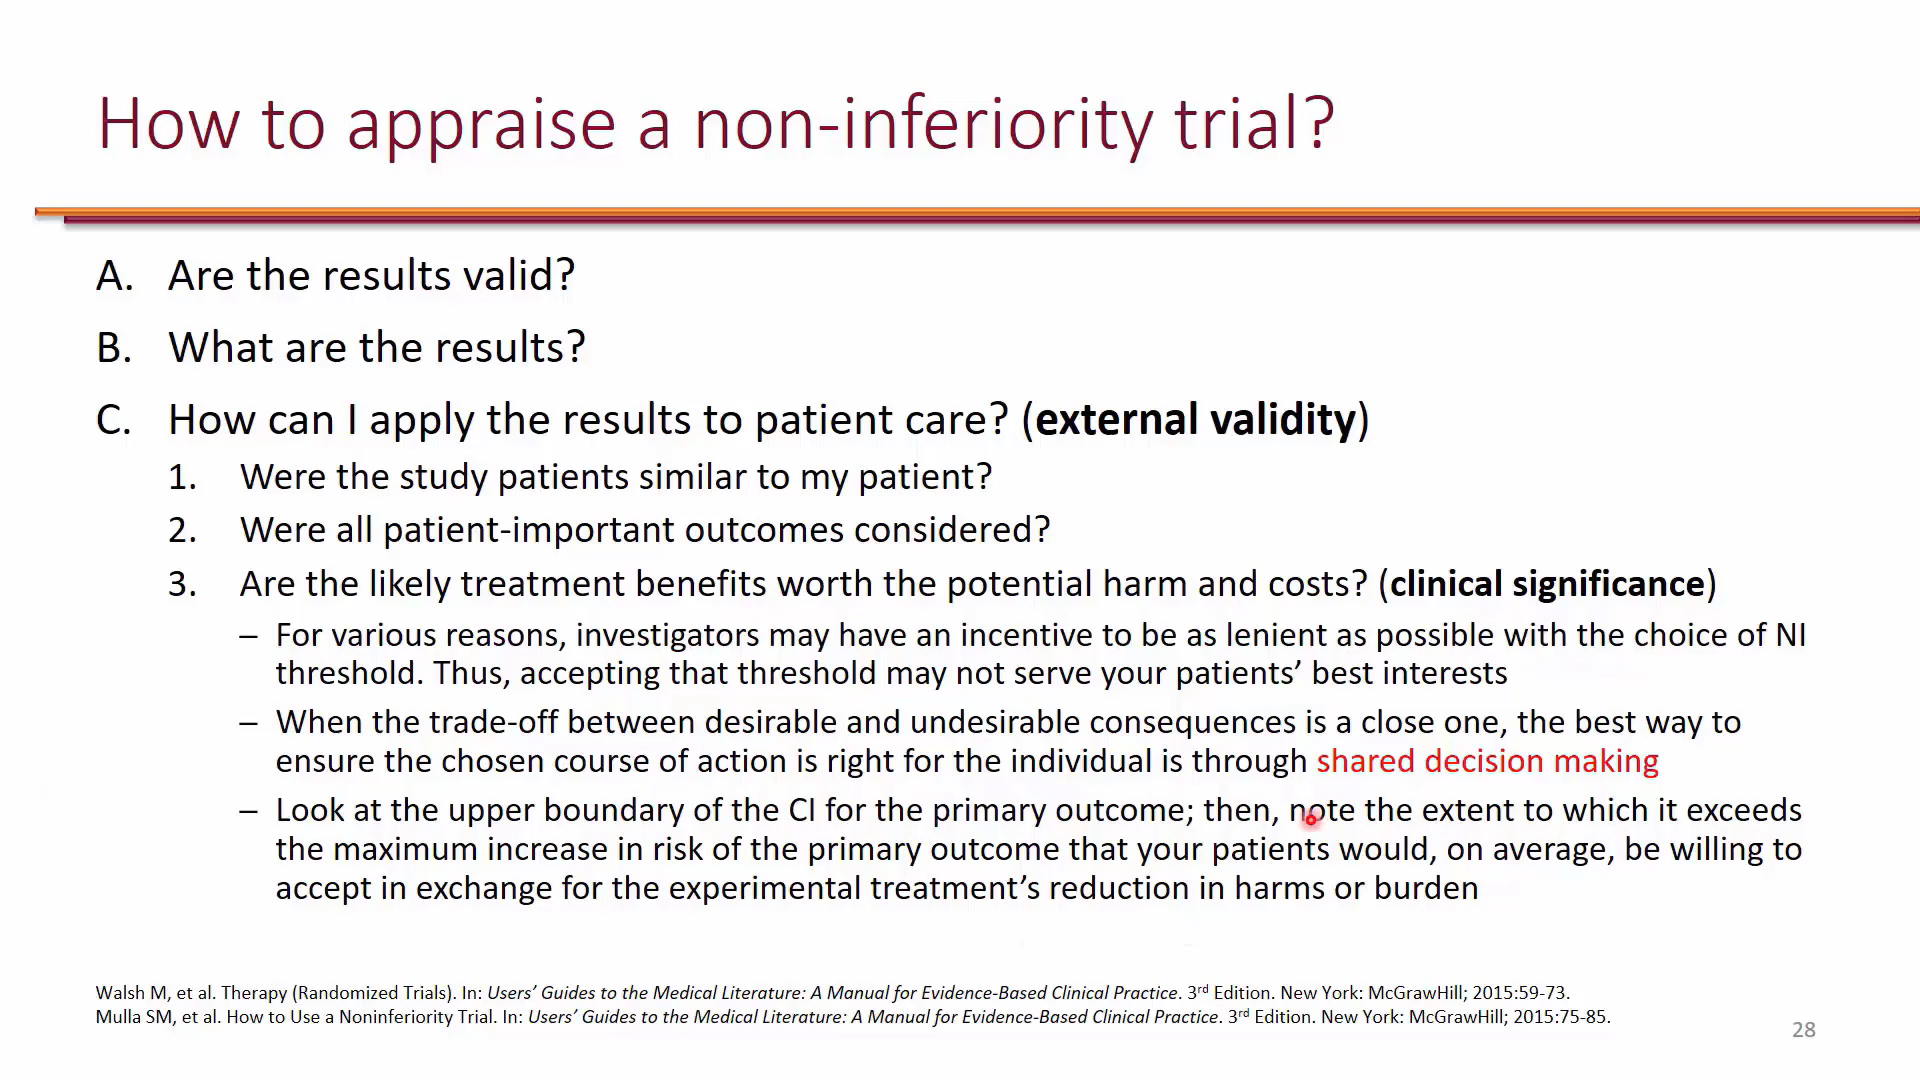 How to appraise a non-inferiority trial?
A. Are the results valid?
B. What are the results?
C. How can I apply the results to patient care? (external validity)
1. Were the study patients similar to my patient?
2. Were all patient-important outcomes considered?
3. Are the likely treatment benefits worth the potential harm and costs? (clinical significance)
– For various reasons, investigators may have an incentive to be as lenient as possible with the choice of NI
threshold. Thus, accepting that threshold may not serve your patients’ best interests
– When the trade-off between desirable and undesirable consequences is a close one, the best way to
ensure the chosen course of action is right for the individual is through shared decision making
– Look at the upper boundary of the CI for the primary outcome; then, note the extent to which it exceeds
the maximum increase in risk of the primary outcome that your patients would, on average, be willing to
accept in exchange for the experimental treatment’s reduction in harms or burden
Walsh M, et al. Therapy (Randomized Trials). In: Users’ Guides to the Medical Literature: A Manual for Evidence-Based Clinical Practice. 3rd Edition. New York: McGrawHill; 2015:59-73.
Mulla SM, et al. How to Use a Noninferiority Trial. In: Users’ Guides to the Medical Literature: A Manual for Evidence-Based Clinical Practice. 3rd Edition. New York: McGrawHill; 2015:75-85.
28